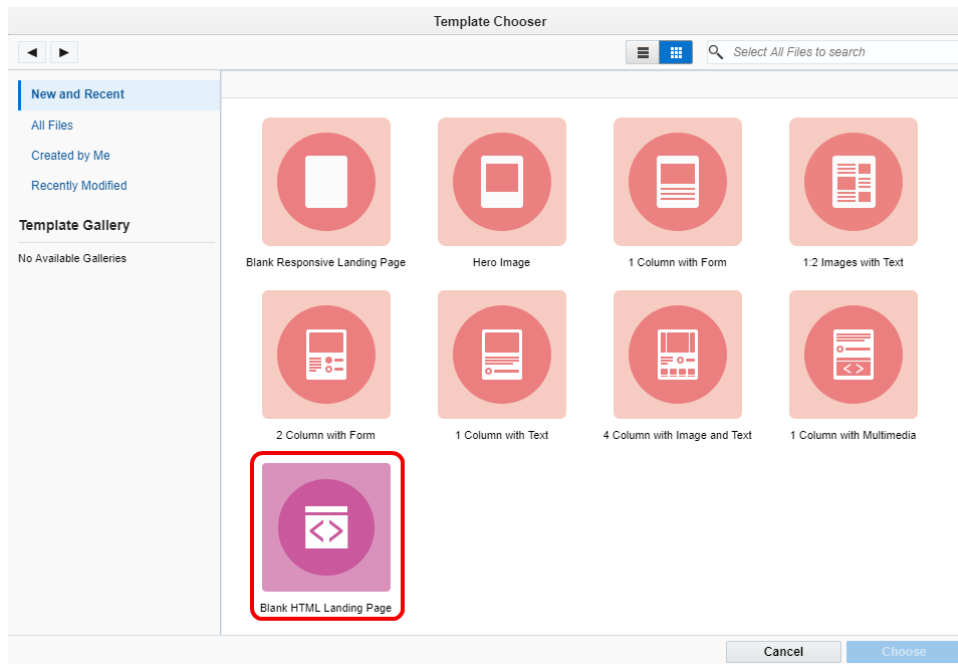 Template Chooser
Select All Files to search
New and Recent
All Files
Created by Me
Recently Modified
Template Gallery
No Available Galleries
Blank Responsive Landing Page
Hero Image
1 Column with Form
1:2 Images with Text
2 Column with Form
1 Column with Text
4 Column with Image and Text
1 Column with Multimedia
Blank HTML Landing Page
Cancel
Choose